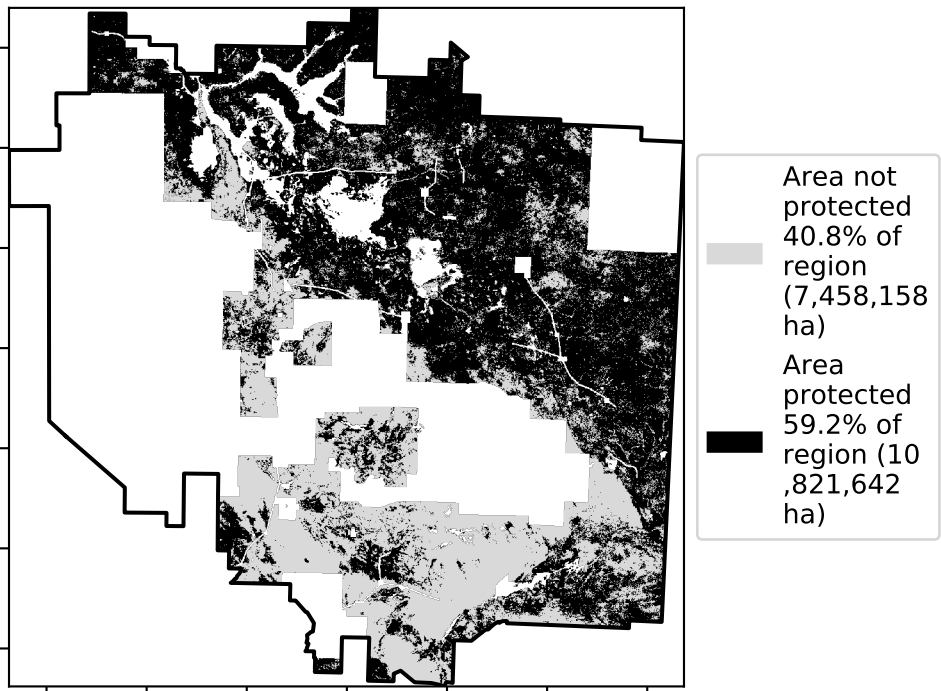 Area not
protected
40.8% of
region
(7,458,158
ha)
Area
protected
59.2% of
region (10
,821,642
ha)